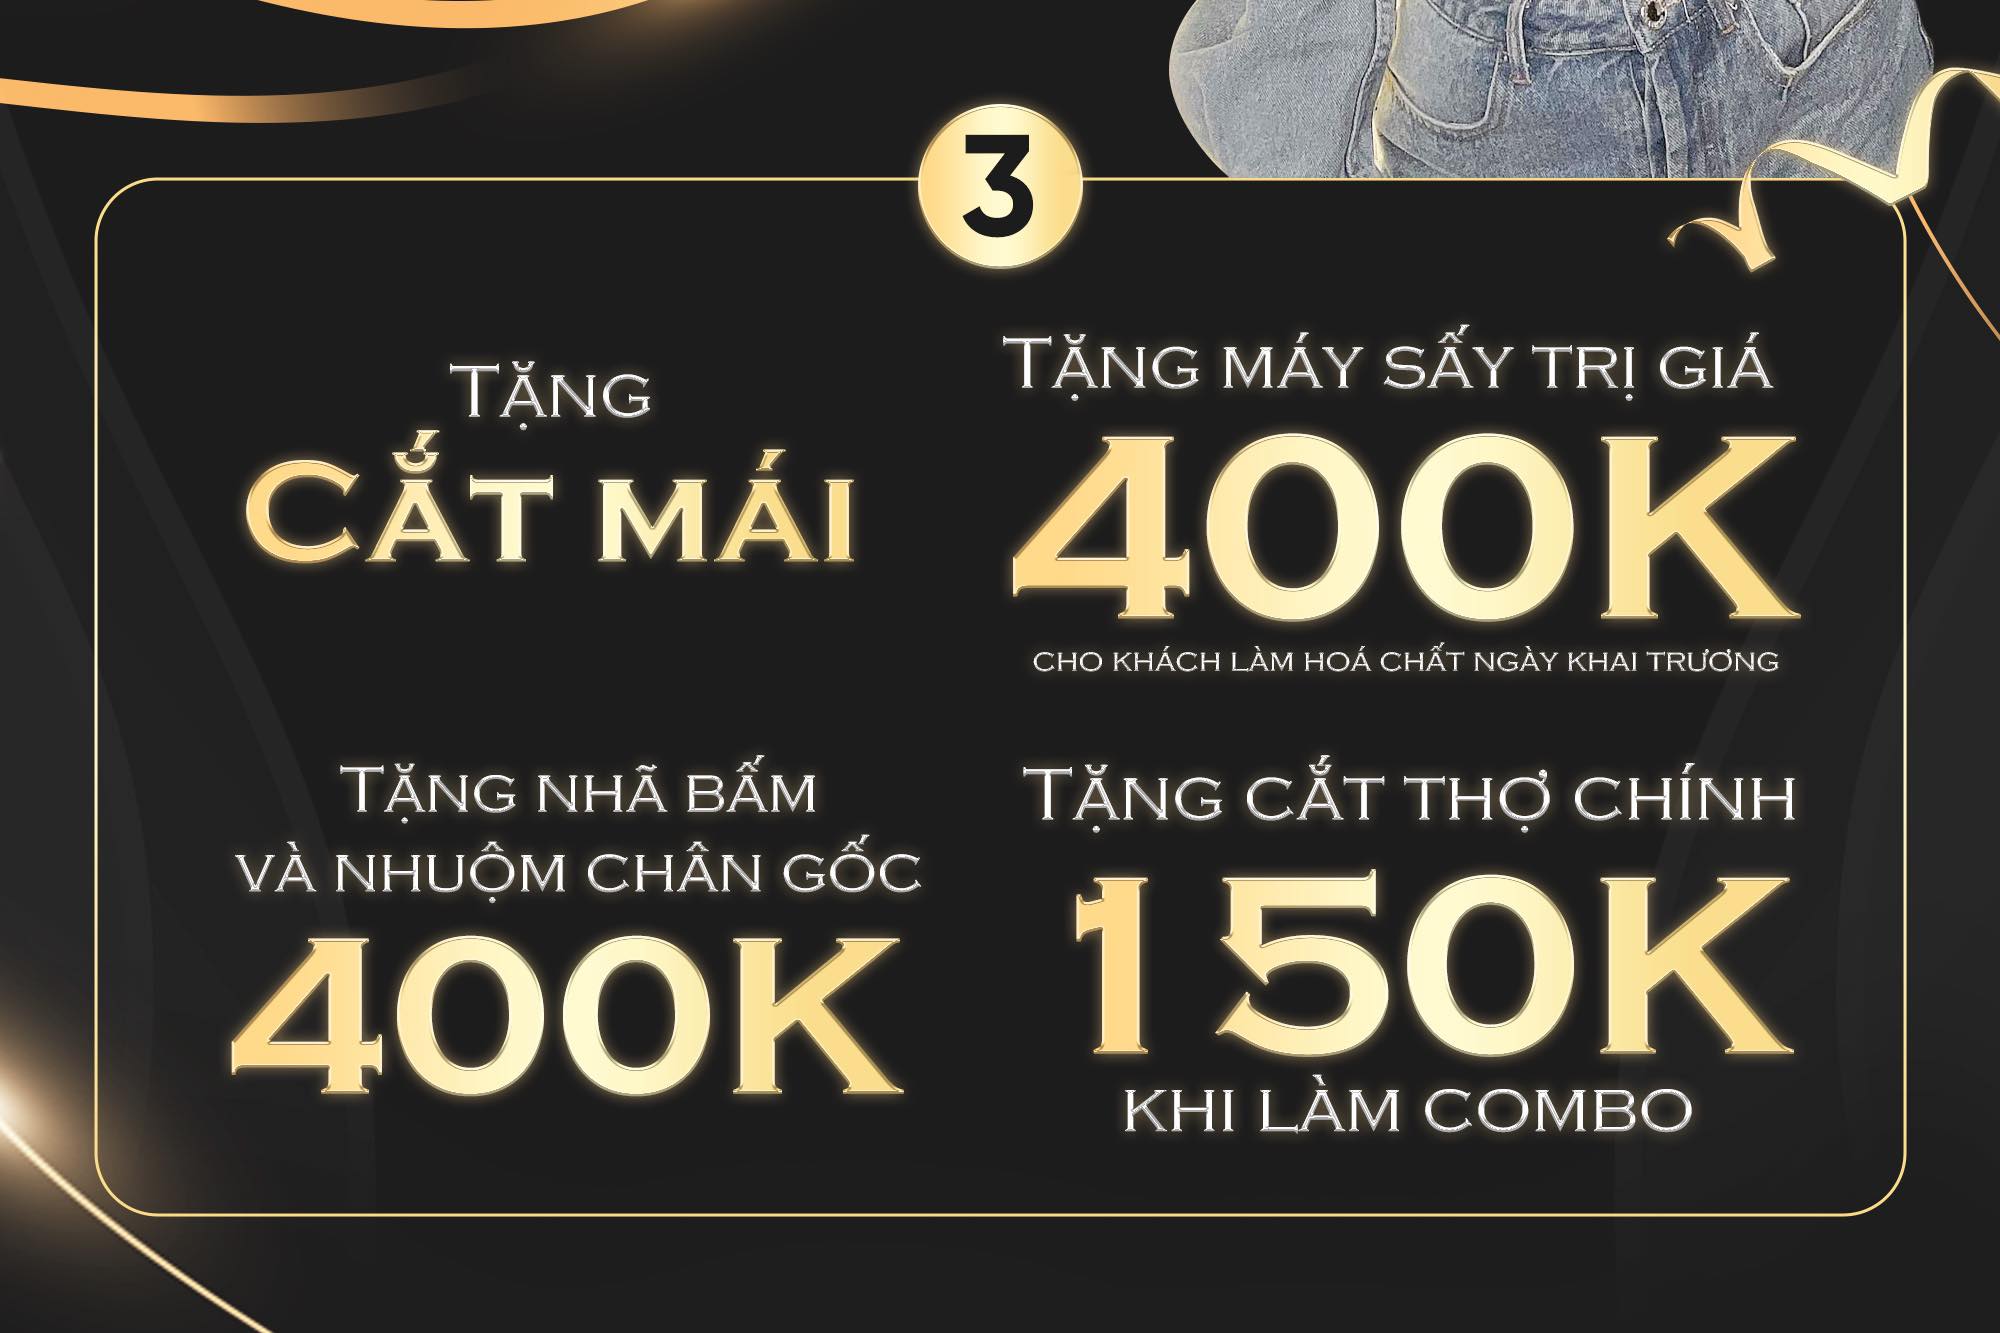 3
TẶNG
CẮT MÁI
TẶNG MÁY SẤY TRỊ GIÁ
400K
CHO KHÁCH LÀM HOÁ CHẤT NGÀY KHAI TRƯƠNG
TẶNG NHÃ BẤM
VÀ NHUỘM CHÂN GỐC
400K
TẶNG CẮT THỢ CHÍNH
150K
KHI LÀM COMBO